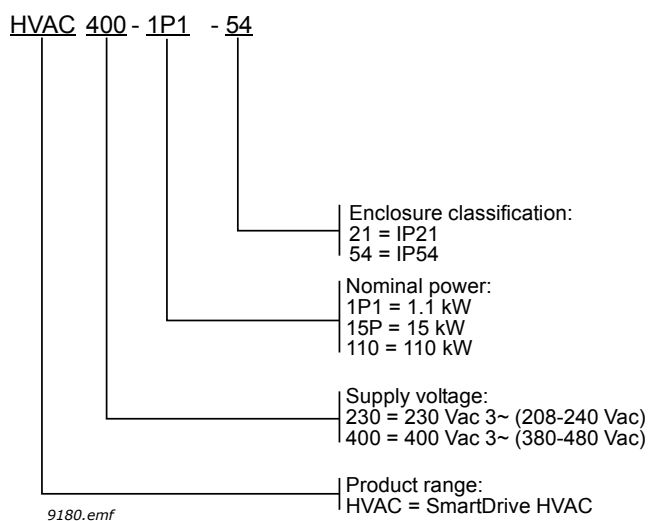 HVAC 400 - 1P1 - 54
Enclosure classification:
21 = IP21
54 = IP54
Nominal power:
1P1 = 1.1 kW
15P = 15 kW
110 = 110 kW
Supply voltage:
230 = 230 Vac 3~ (208-240 Vac)
400 = 400 Vac 3~ (380-480 Vac)
Product range:
HVAC = SmartDrive HVAC
9180.emf